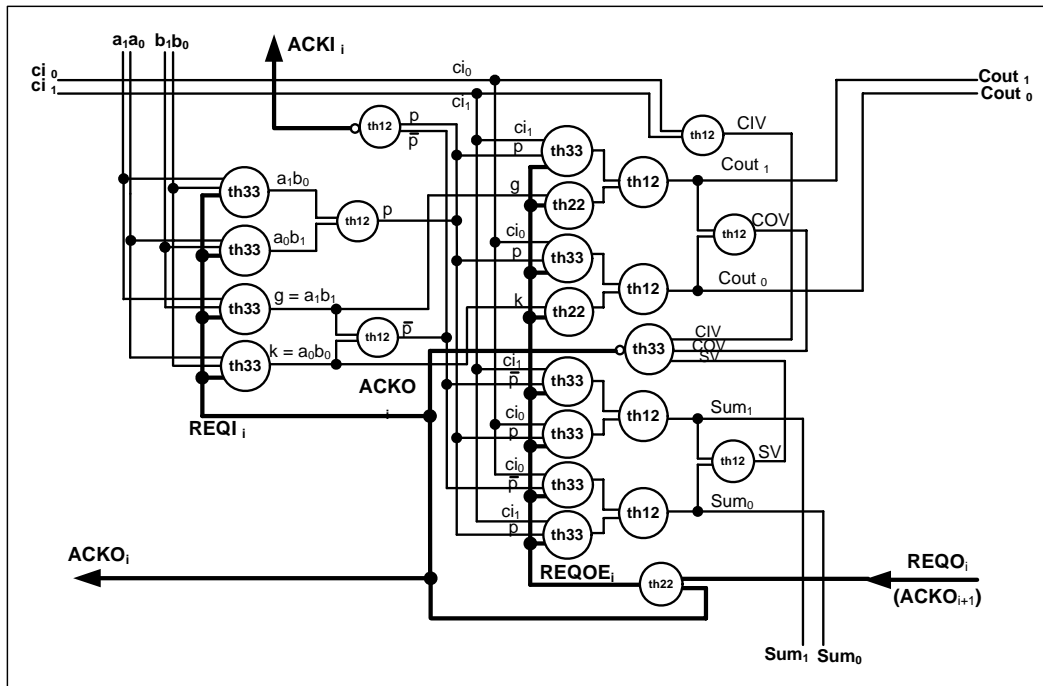 a₁a₀ b₁b₀
ACKI i
ci 0
ci 1
ci₀
ci₁
Cout 1
Cout 0
th12
p
p̅
th12
CIV
ci₁
p
th33
th12
Cout 1
th33
a₁b₀
g
th22
th12
p
ci₀
p
th33
th12
COV
th33
a₀b₁
th12
Cout 0
th33
g = a₁b₁
k
th22
th12
p̅
th33
CIV
COV
SV
th33
k = a₀b₀
ACKO
i
ci₁
p̅
th33
th12
Sum₁
REQI i
ci₀
p
th33
th12
SV
ci₀
p̅
th33
th12
Sum₀
ci₁
p
th33
ACKOᵢ
REQOEᵢ
th22
REQOᵢ
(ACKOᵢ₊₁)
Sum₁ Sum₀